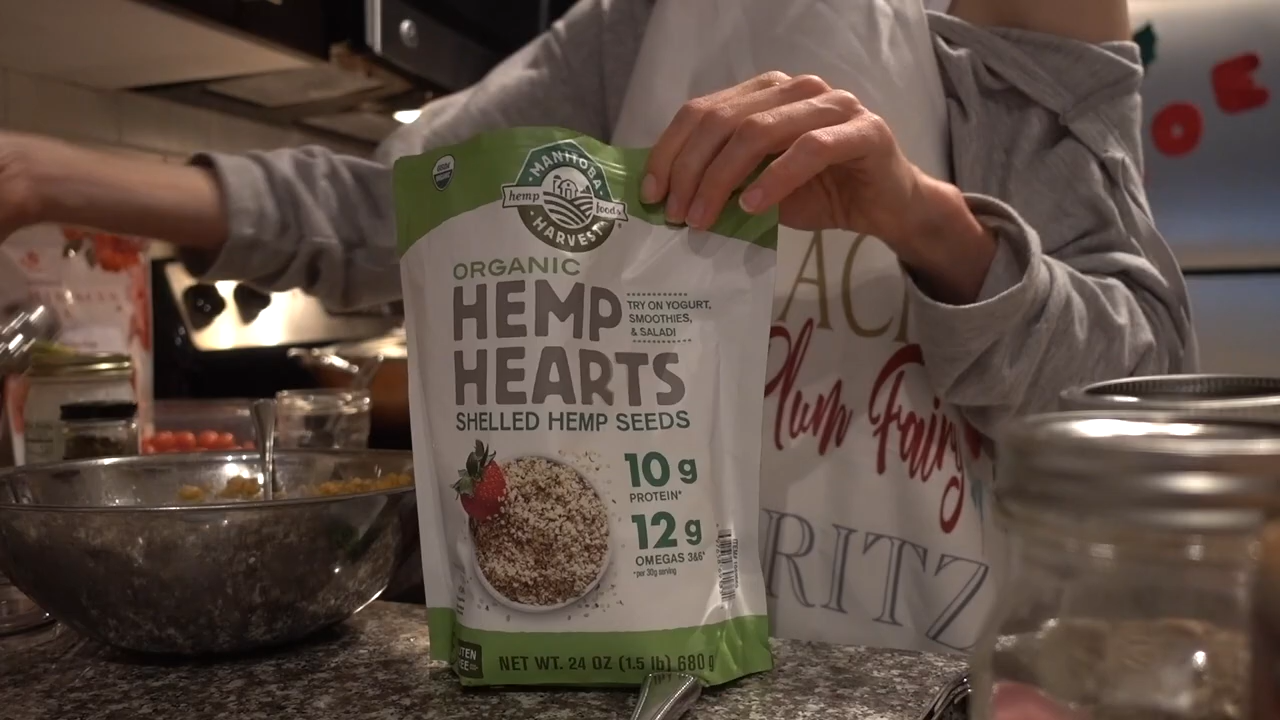 MANITOBA
hemp foods
HARVEST
ORGANIC
HEMP
HEARTS
TRY ON YOGURT,
SMOOTHIES,
& SALAD!
SHELLED HEMP SEEDS
10 g
PROTEIN*
12 g
OMEGAS 3&6*
*per 30g serving
NET WT. 24 OZ (1.5 lb) 680 g
Plum Fairy
RITZ